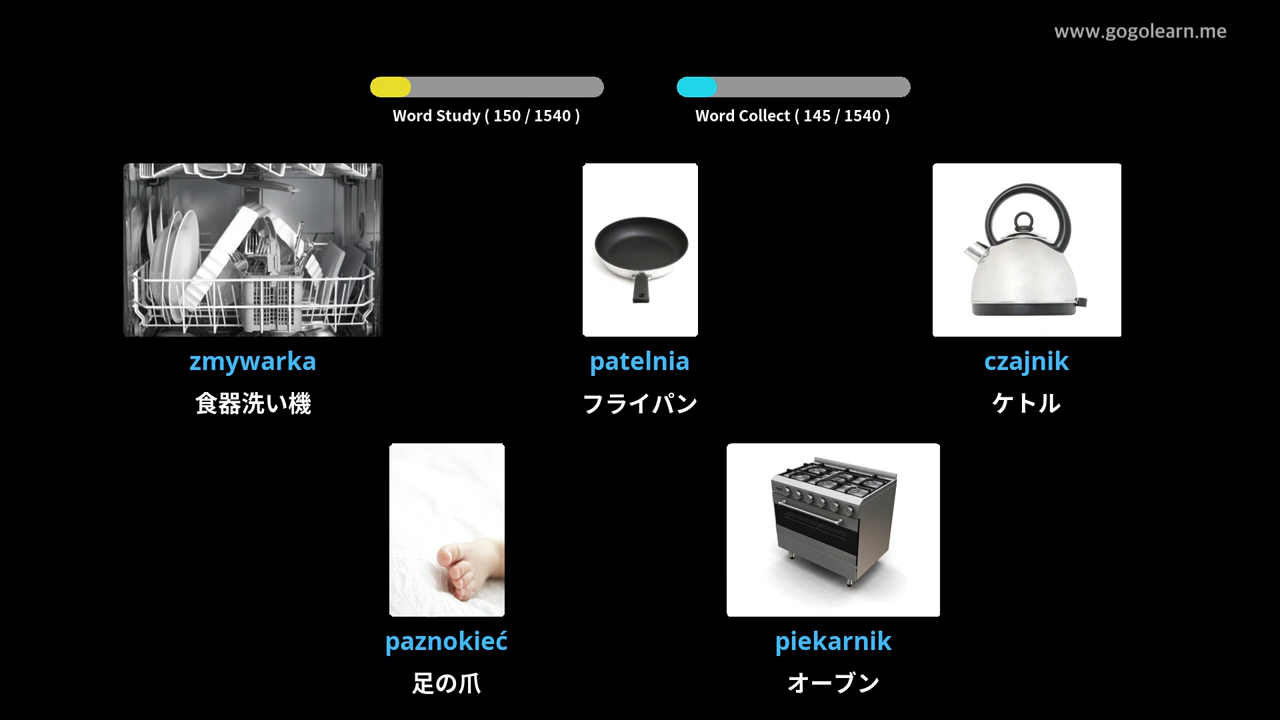 www.gogolearn.me
Word Study ( 150 / 1540 )
Word Collect ( 145 / 1540 )
zmywarka
食器洗い機
patelnia
フライパン
czajnik
ケトル
paznokieć
足の爪
piekarnik
オーブン